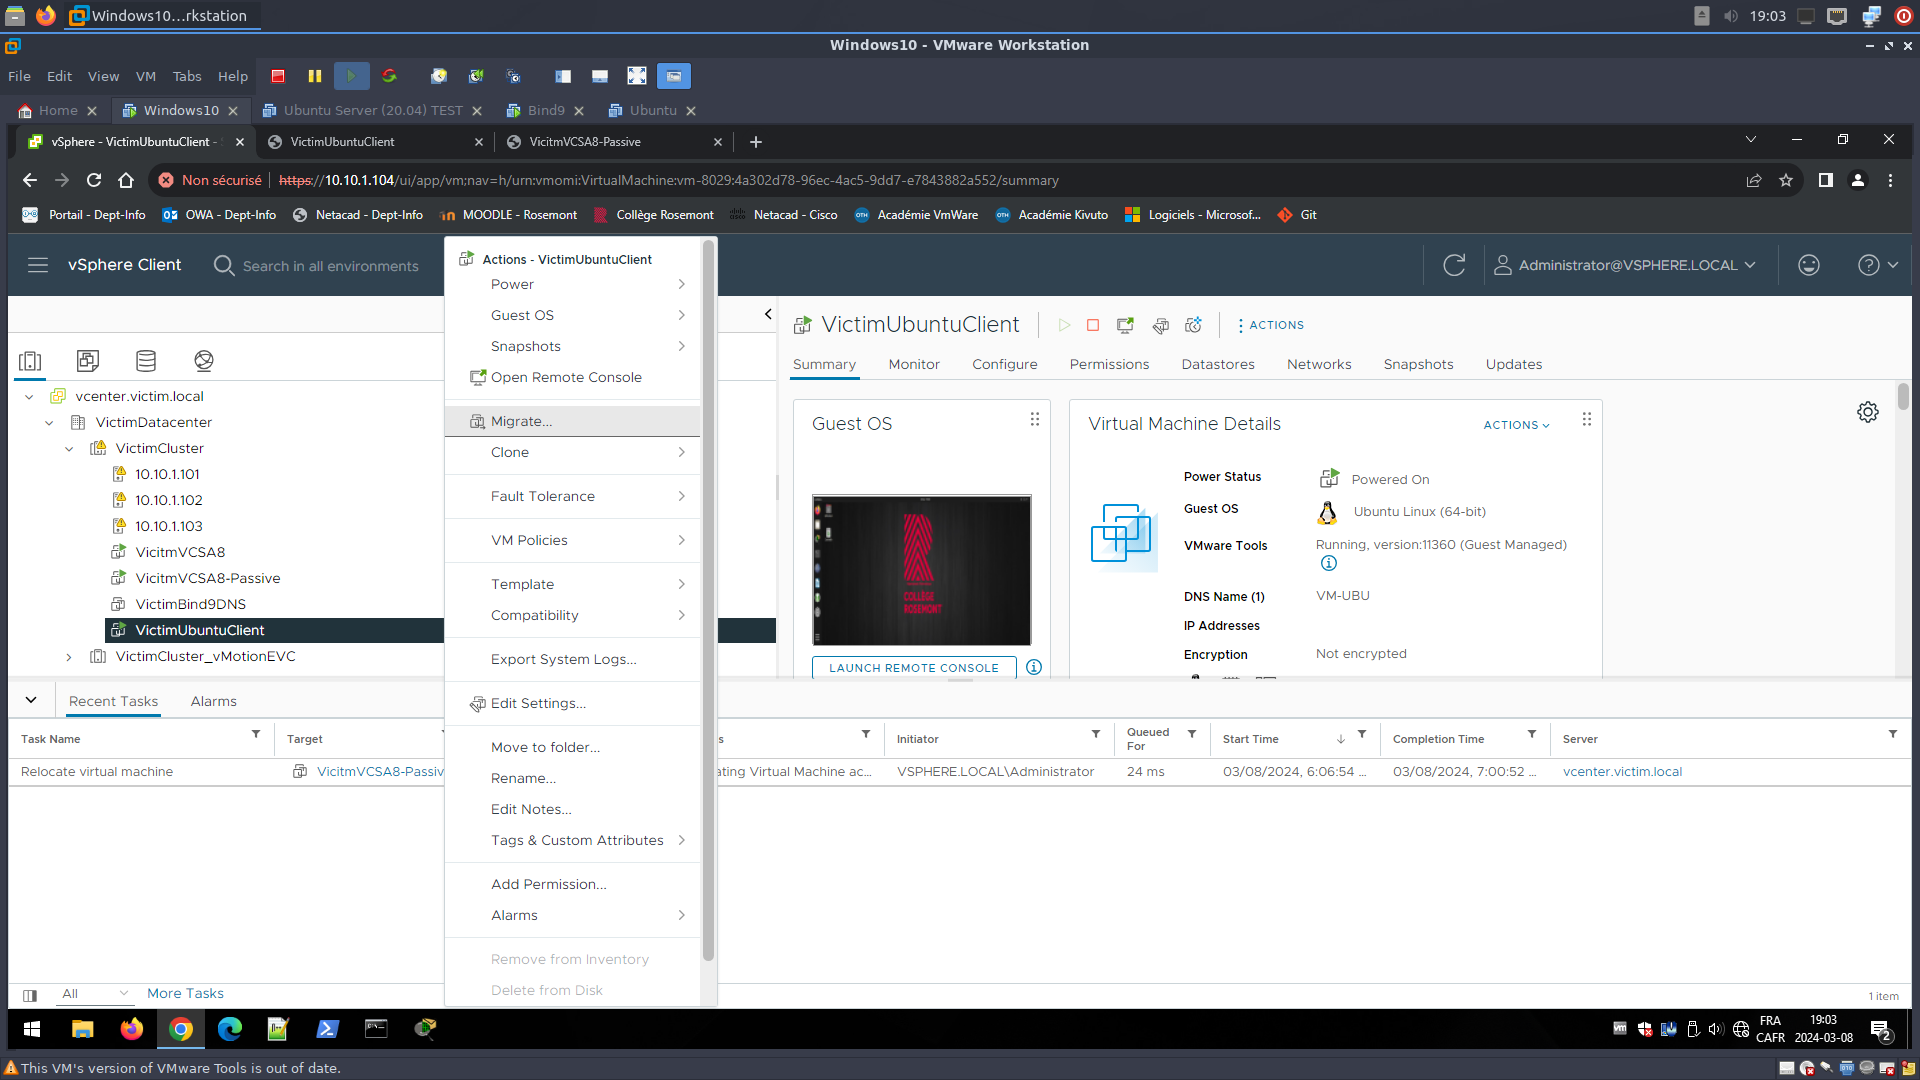 Windows10...rkstation
19:03
Windows10 - VMware Workstation
File Edit View VM Tabs Help
Home Windows10 Ubuntu Server (20.04) TEST Bind9 Ubuntu
vSphere - VictimUbuntuClient - VictimUbuntuClient VicitmVCSA8-Passive
Non sécurisé https://10.10.1.104/ui/app/vm;nav=h/urn:vmomi:VirtualMachine:vm-8029:4a302d78-96ec-4ac5-9dd7-e7843882a552/summary
Portail - Dept-Info OWA - Dept-Info Netacad - Dept-Info MOODLE - Rosemont Collège Rosemont Netacad - Cisco Académie VmWare Académie Kivuto Logiciels - Microsof... Git
vSphere Client Search in all environments Administrator@VSPHERE.LOCAL
vcenter.victim.local
VictimDatacenter
VictimCluster
10.10.1.101
10.10.1.102
10.10.1.103
VicitmVCSA8
VicitmVCSA8-Passive
VictimBind9DNS
VictimUbuntuClient
VictimCluster_vMotionEVC
Actions - VictimUbuntuClient
Power
Guest OS
Snapshots
Open Remote Console
Migrate...
Clone
Fault Tolerance
VM Policies
Template
Compatibility
Export System Logs...
Edit Settings...
Move to folder...
Rename...
Edit Notes...
Tags & Custom Attributes
Add Permission...
Alarms
Remove from Inventory
Delete from Disk
VictimUbuntuClient ACTIONS
Summary Monitor Configure Permissions Datastores Networks Snapshots Updates
Guest OS
COLLÈGE
ROSEMONT
LAUNCH REMOTE CONSOLE
Virtual Machine Details ACTIONS
Power Status Powered On
Guest OS Ubuntu Linux (64-bit)
VMware Tools Running, version:11360 (Guest Managed)
DNS Name (1) VM-UBU
IP Addresses
Encryption Not encrypted
Recent Tasks Alarms
Task Name Target s Initiator Queued For Start Time Completion Time Server
Relocate virtual machine VicitmVCSA8-Passiv ating Virtual Machine ac... VSPHERE.LOCAL\Administrator 24 ms 03/08/2024, 6:06:54 ... 03/08/2024, 7:00:52 ... vcenter.victim.local
All More Tasks 1 item
FRA
CAFR
19:03
2024-03-08
2
This VM's version of VMware Tools is out of date.